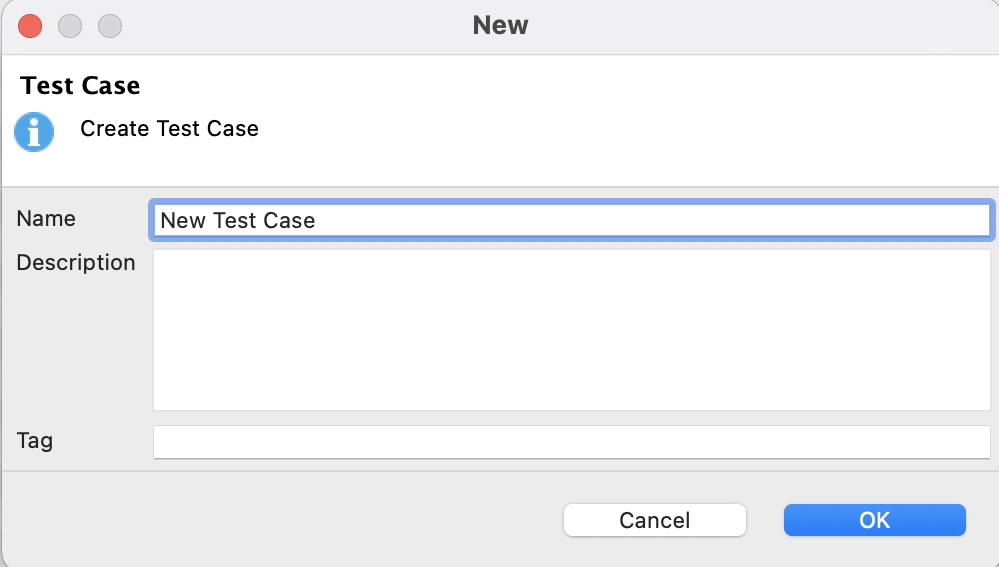 New
Test Case
Create Test Case
Name
New Test Case
Description
Tag
Cancel
OK